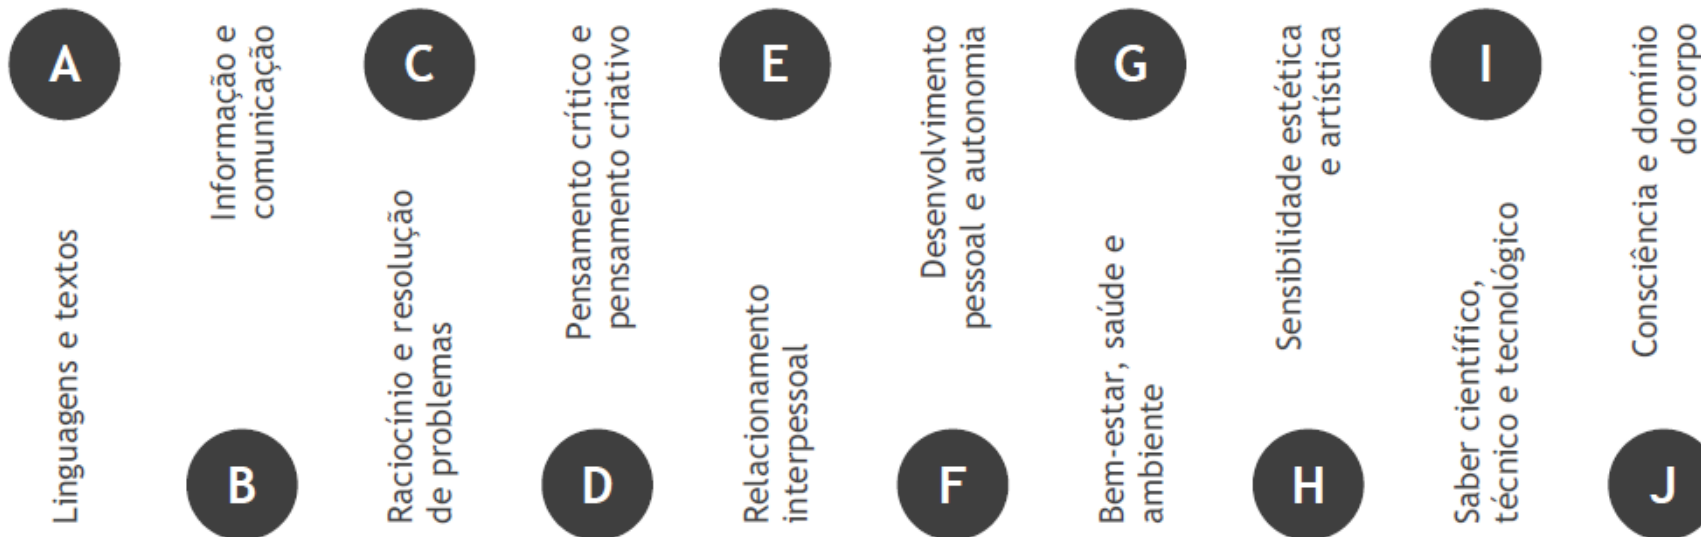 A
Linguagens e textos
B
Informação e
comunicação
C
Raciocínio e resolução
de problemas
D
Pensamento crítico e
pensamento criativo
E
Relacionamento
interpessoal
F
Desenvolvimento
pessoal e autonomia
G
Bem-estar, saúde e
ambiente
H
Sensibilidade estética
e artística
I
Saber científico,
técnico e tecnológico
J
Consciência e domínio
do corpo